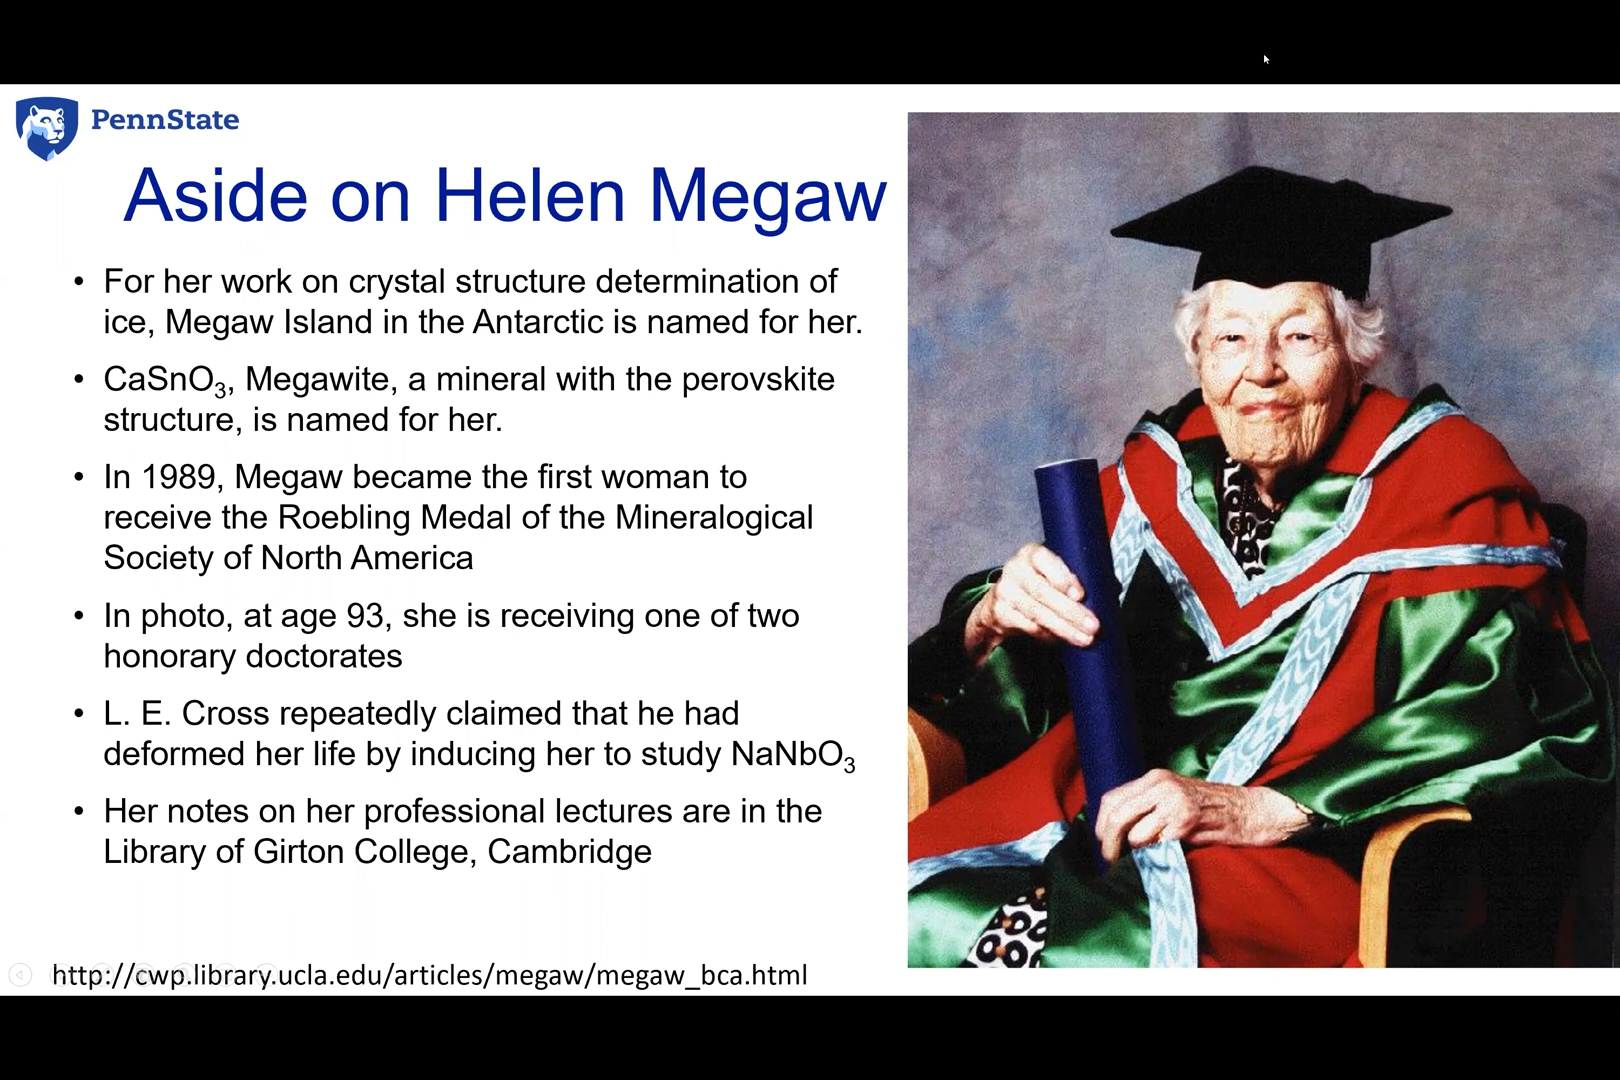 PennState
Aside on Helen Megaw
• For her work on crystal structure determination of
ice, Megaw Island in the Antarctic is named for her.
• CaSnO₃, Megawite, a mineral with the perovskite
structure, is named for her.
• In 1989, Megaw became the first woman to
receive the Roebling Medal of the Mineralogical
Society of North America
• In photo, at age 93, she is receiving one of two
honorary doctorates
• L. E. Cross repeatedly claimed that he had
deformed her life by inducing her to study NaNbO₃
• Her notes on her professional lectures are in the
Library of Girton College, Cambridge
http://cwp.library.ucla.edu/articles/megaw/megaw_bca.html